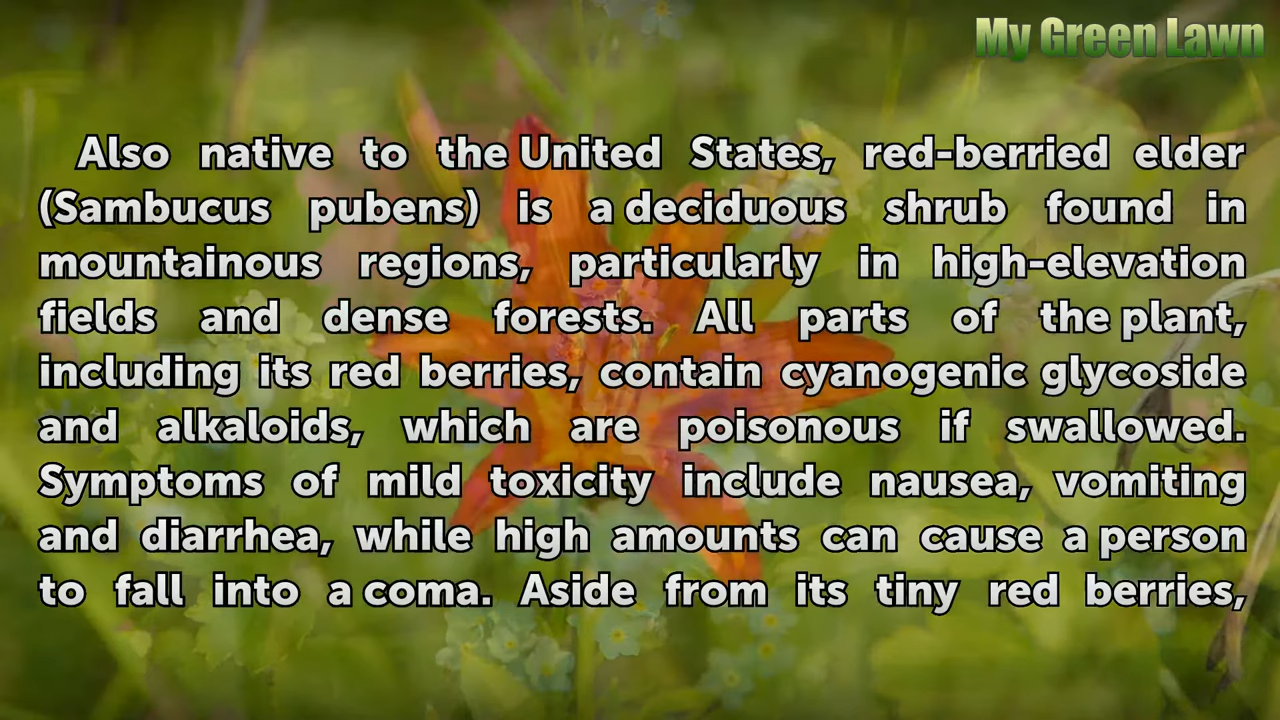 My Green Lawn
Also native to the United States, red-berried elder
(Sambucus pubens) is a deciduous shrub found in
mountainous regions, particularly in high-elevation
fields and dense forests. All parts of the plant,
including its red berries, contain cyanogenic glycoside
and alkaloids, which are poisonous if swallowed.
Symptoms of mild toxicity include nausea, vomiting
and diarrhea, while high amounts can cause a person
to fall into a coma. Aside from its tiny red berries,